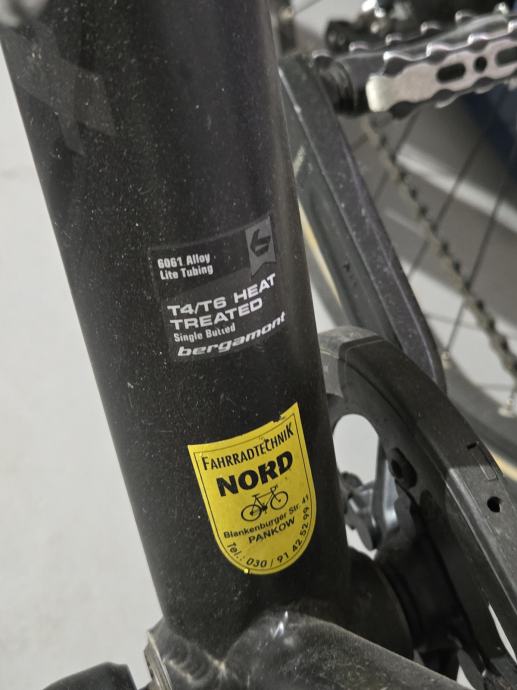 6061 Alloy
Lite Tubing
T4/T6 HEAT
TREATED
Single Butted
bergamont
FAHRRADTECHNIK
NORD
Blankenburger Str. 41
PANKOW
Tel.: 030 / 91 42 52 99